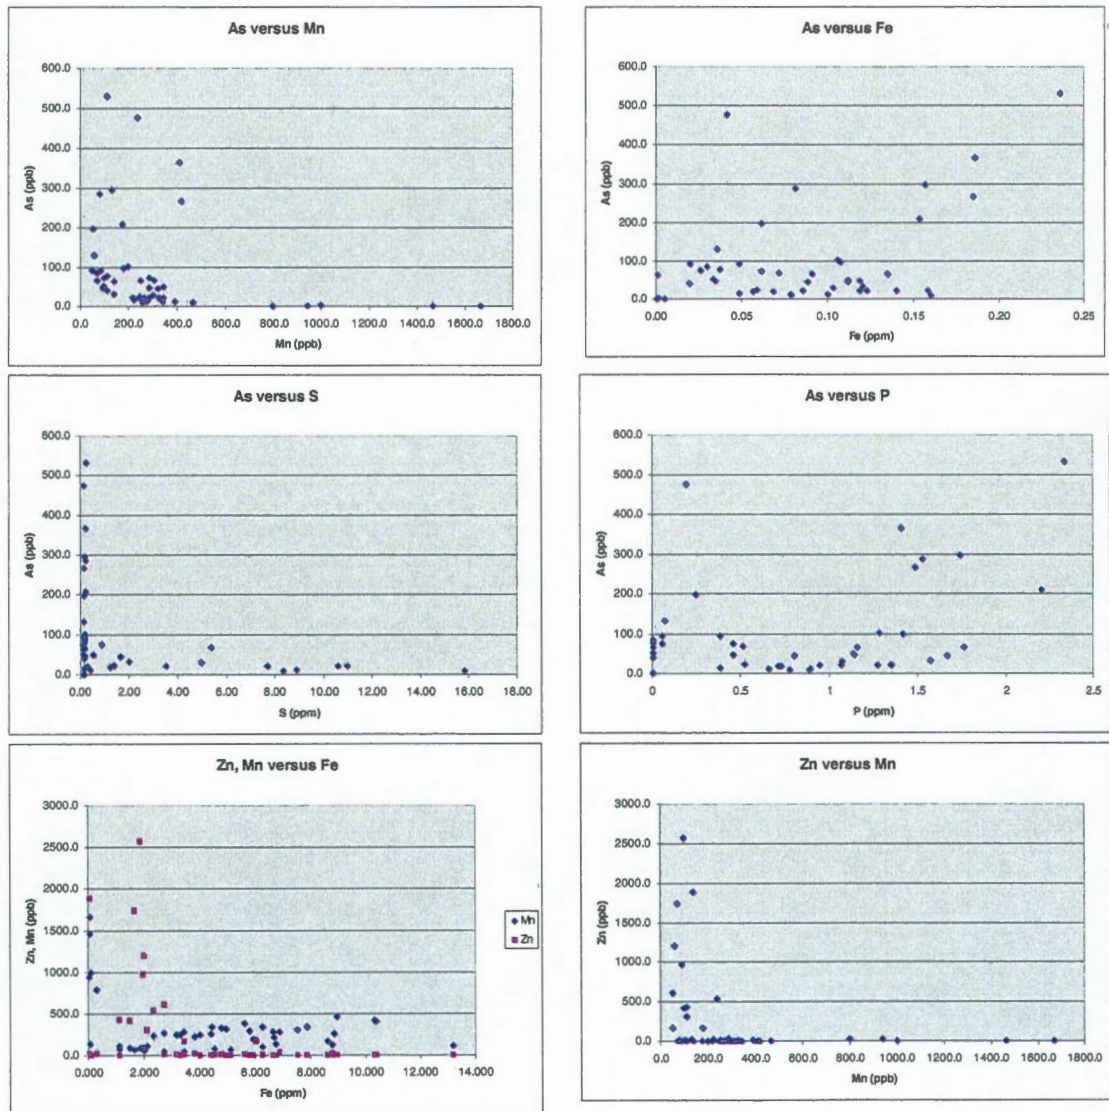 As versus Mn
600.0
500.0
400.0
300.0
200.0
100.0
0.0
As (ppb)
0.0 200.0 400.0 600.0 800.0 1000.0 1200.0 1400.0 1600.0 1800.0
Mn (ppb)
As versus Fe
600.0
500.0
400.0
300.0
200.0
100.0
0.0
As (ppb)
0.00 0.05 0.10 0.15 0.20 0.25
Fe (ppm)
As versus S
600.0
500.0
400.0
300.0
200.0
100.0
0.0
As (ppb)
0.00 2.00 4.00 6.00 8.00 10.00 12.00 14.00 16.00 18.00
S (ppm)
As versus P
600.0
500.0
400.0
300.0
200.0
100.0
0.0
As (ppb)
0 0.5 1 1.5 2 2.5
P (ppm)
Zn, Mn versus Fe
3000.0
2500.0
2000.0
1500.0
1000.0
500.0
0.0
Zn, Mn (ppb)
0.000 2.000 4.000 6.000 8.000 10.000 12.000 14.000
Fe (ppm)
Mn
Zn
Zn versus Mn
3000.0
2500.0
2000.0
1500.0
1000.0
500.0
0.0
Zn (ppb)
0.0 200.0 400.0 600.0 800.0 1000.0 1200.0 1400.0 1600.0 1800.0
Mn (ppb)